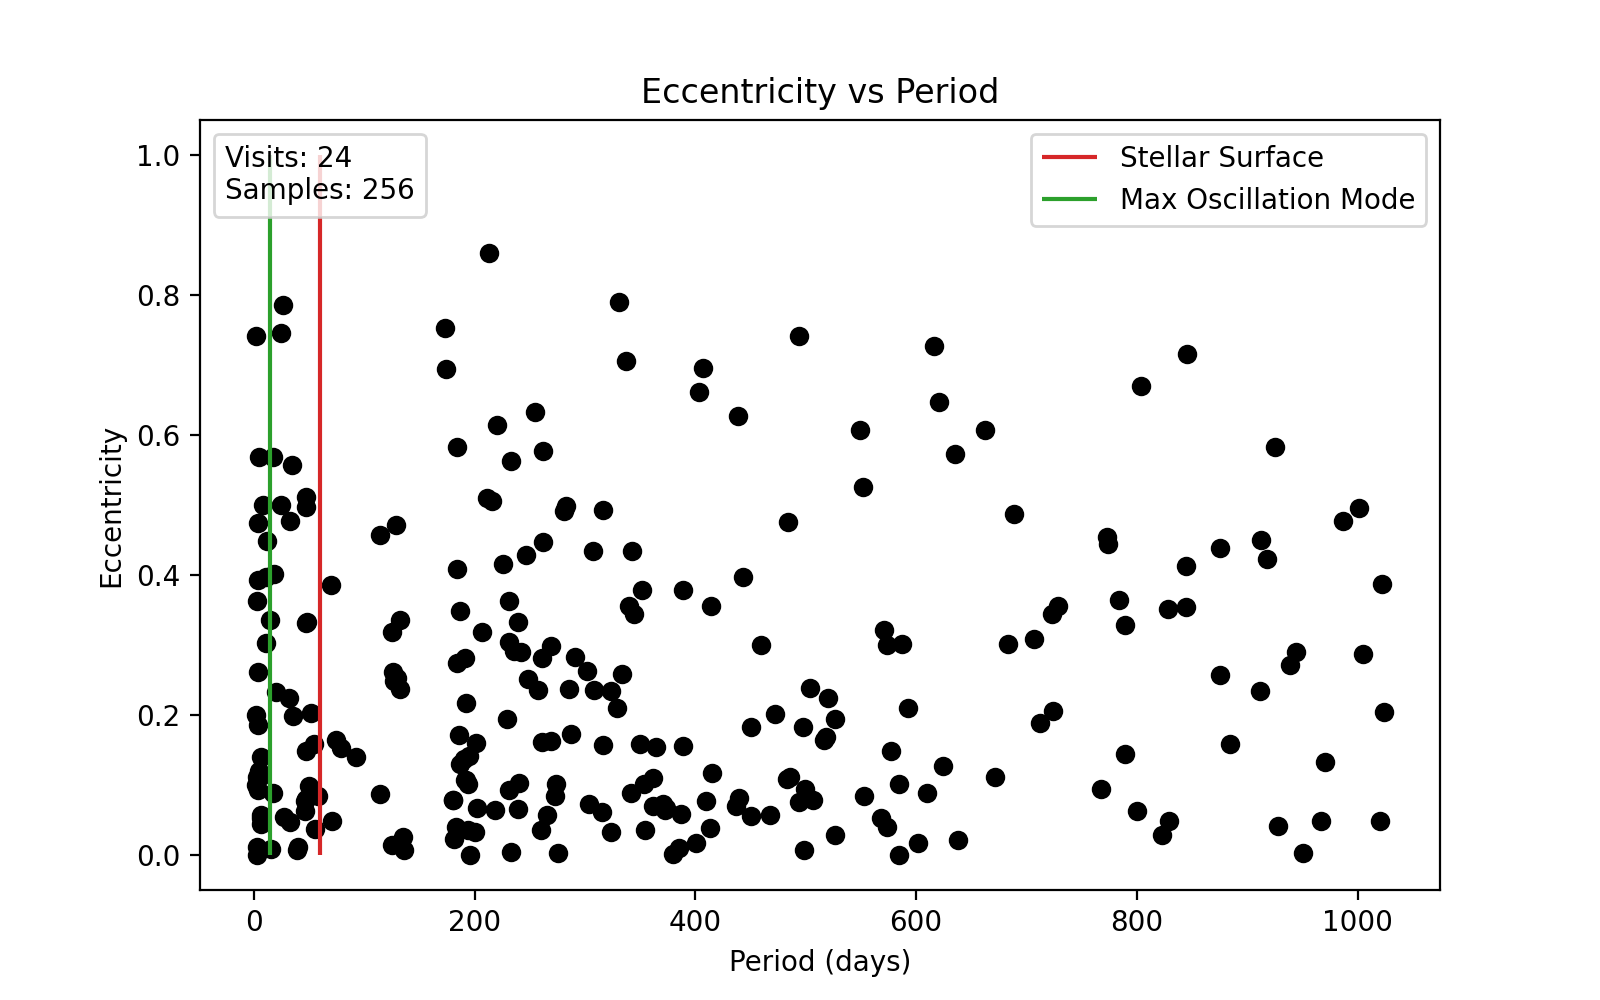 Eccentricity vs Period
Visits: 24
Samples: 256
Stellar Surface
Max Oscillation Mode
Eccentricity
1.0
0.8
0.6
0.4
0.2
0.0
0 200 400 600 800 1000
Period (days)